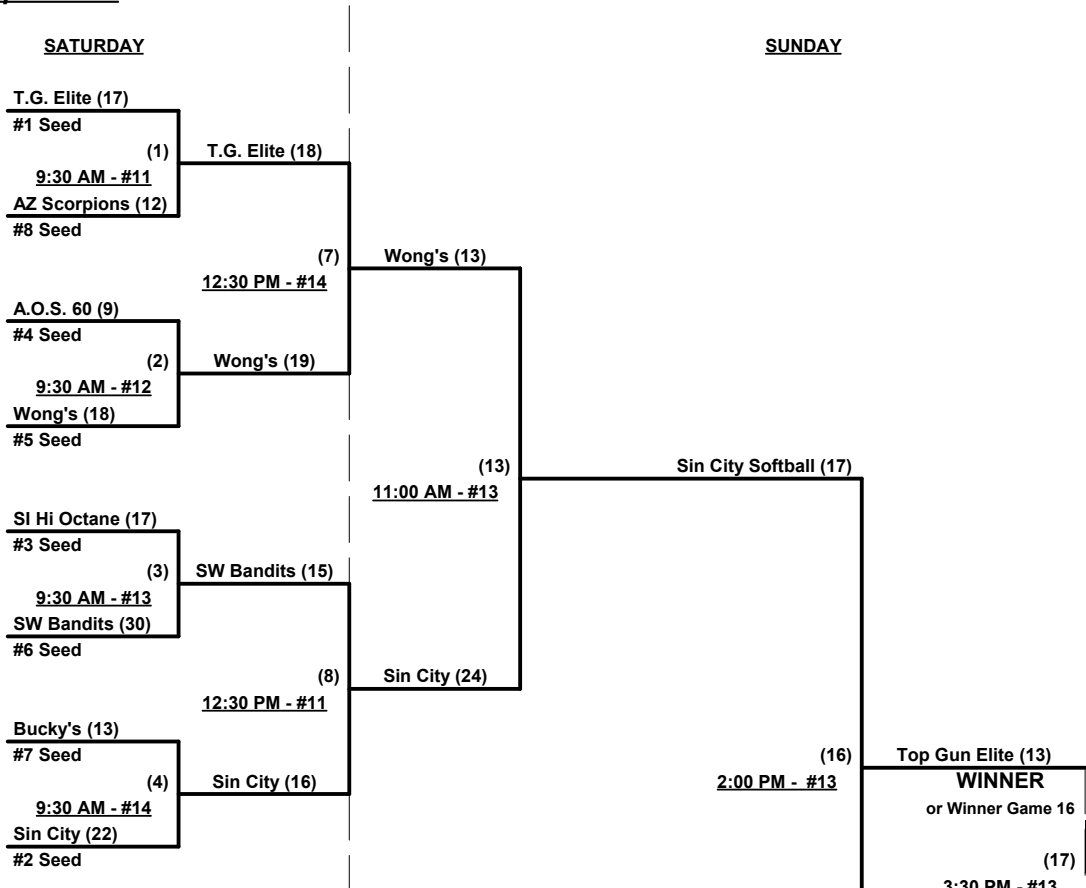 SATURDAY
SUNDAY
T.G. Elite (17)
#1 Seed
(1)
T.G. Elite (18)
9:30 AM - #11
AZ Scorpions (12)
#8 Seed
(7)
Wong's (13)
12:30 PM - #14
A.O.S. 60 (9)
#4 Seed
(2)
Wong's (19)
9:30 AM - #12
Wong's (18)
#5 Seed
(13)
Sin City Softball (17)
11:00 AM - #13
SI Hi Octane (17)
#3 Seed
(3)
SW Bandits (15)
9:30 AM - #13
SW Bandits (30)
#6 Seed
(8)
Sin City (24)
12:30 PM - #11
Bucky's (13)
#7 Seed
(16)
Top Gun Elite (13)
(4)
Sin City (16)
2:00 PM - #13
WINNER
9:30 AM - #14
or Winner Game 16
Sin City (22)
#2 Seed
(17)
3:30 PM - #13